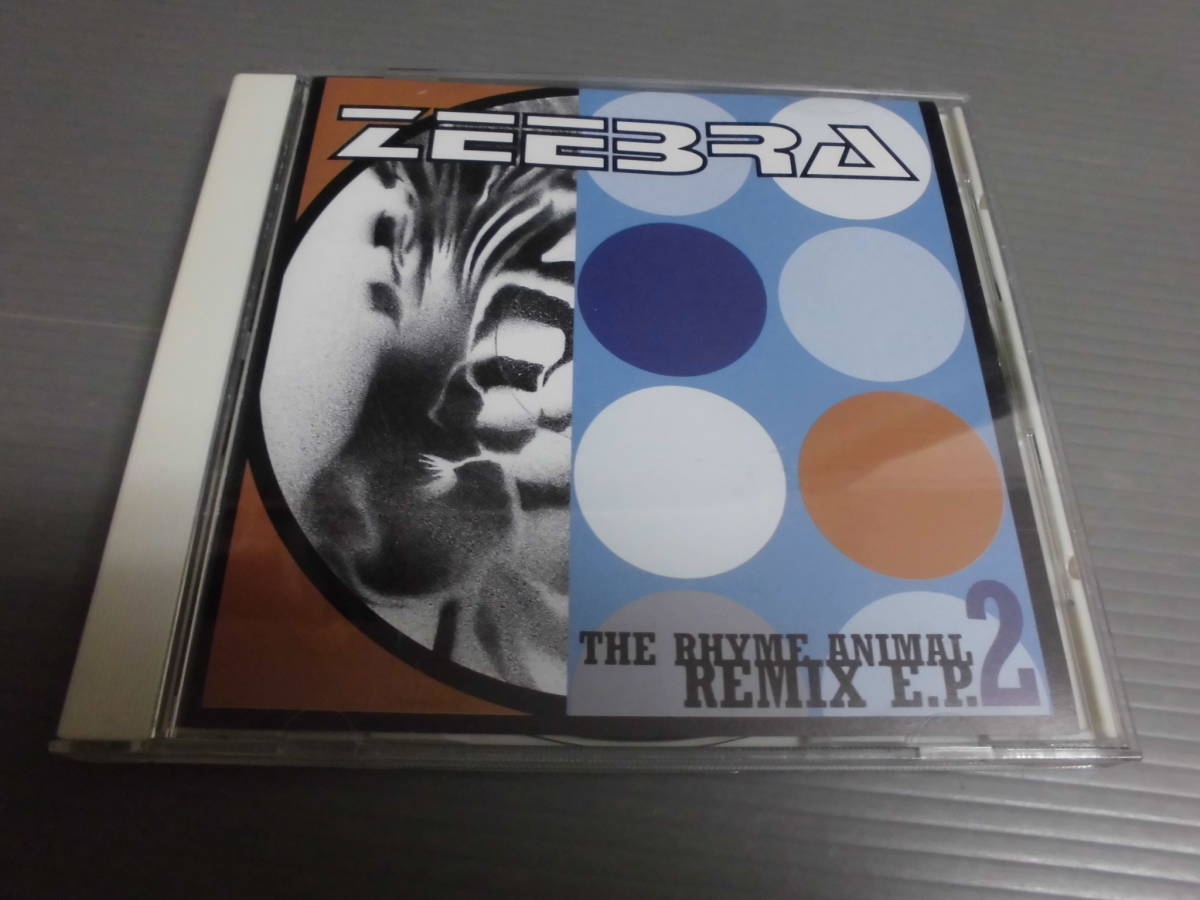 ZEEBRA
THE RHYME ANIMAL
REMIX E.P. 2